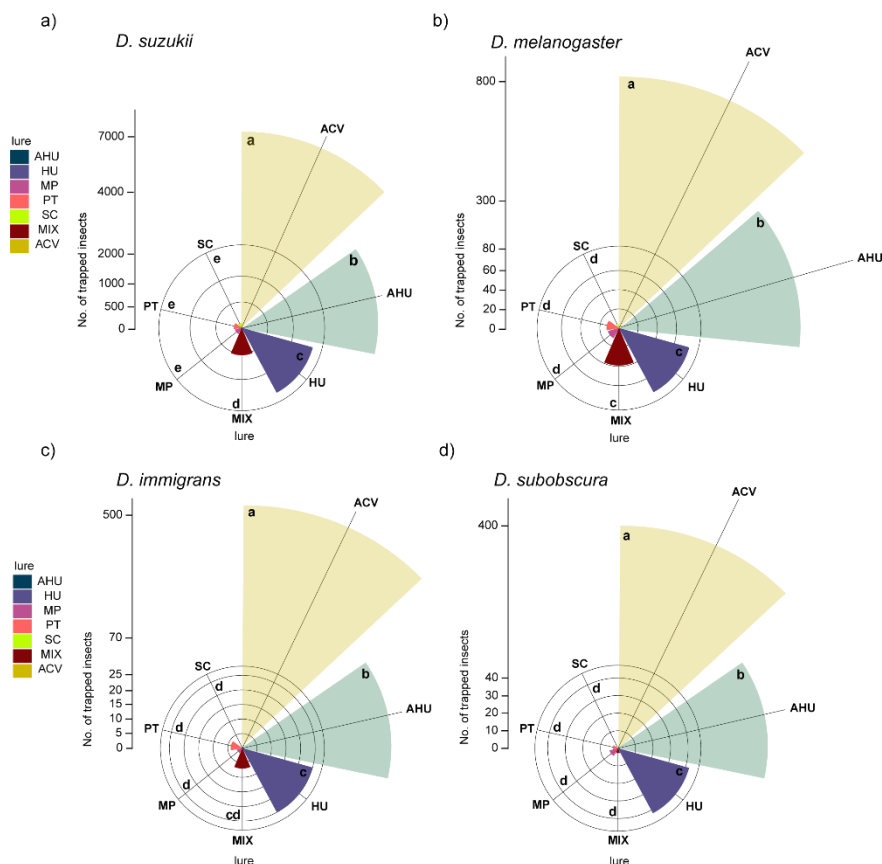 a)
D. suzukii
lure
AHU
HU
MP
PT
SC
MIX
ACV
No. of trapped insects
7000
4000
2000
1000
500
0
a
ACV
b
AHU
c
HU
d
MIX
e
MP
e
PT
e
SC
lure
b)
D. melanogaster
No. of trapped insects
800
300
80
60
40
20
0
a
ACV
b
AHU
c
HU
c
MIX
d
MP
d
PT
d
SC
lure
c)
D. immigrans
lure
AHU
HU
MP
PT
SC
MIX
ACV
No. of trapped insects
500
70
25
20
15
10
5
0
a
ACV
b
AHU
c
HU
cd
MIX
d
MP
d
PT
d
SC
lure
d)
D. subobscura
No. of trapped insects
400
40
30
20
10
0
a
ACV
b
AHU
c
HU
d
MIX
d
MP
d
PT
d
SC
lure